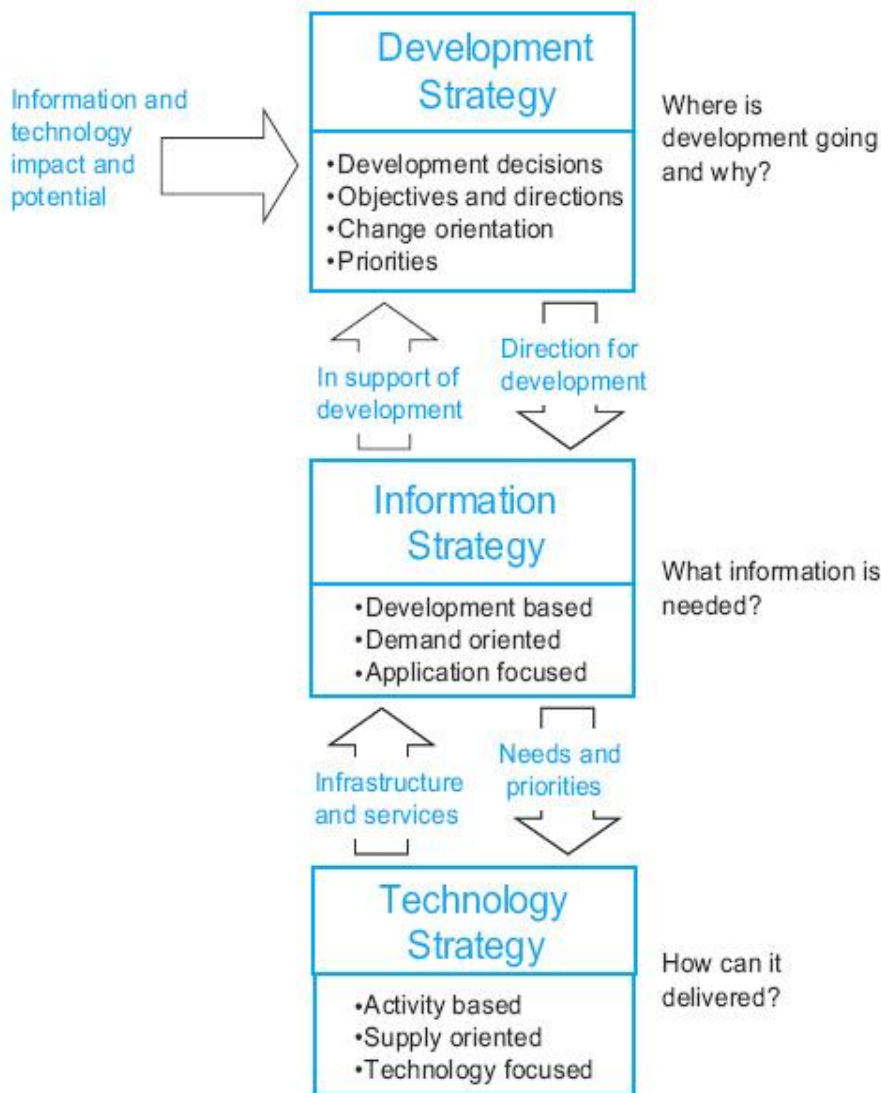 Development
Strategy
Information and
technology
impact and
potential
•Development decisions
•Objectives and directions
•Change orientation
•Priorities
Where is
development going
and why?
In support of
development
Direction for
development
Information
Strategy
•Development based
•Demand oriented
•Application focused
What information is
needed?
Infrastructure
and services
Needs and
priorities
Technology
Strategy
•Activity based
•Supply oriented
•Technology focused
How can it
delivered?